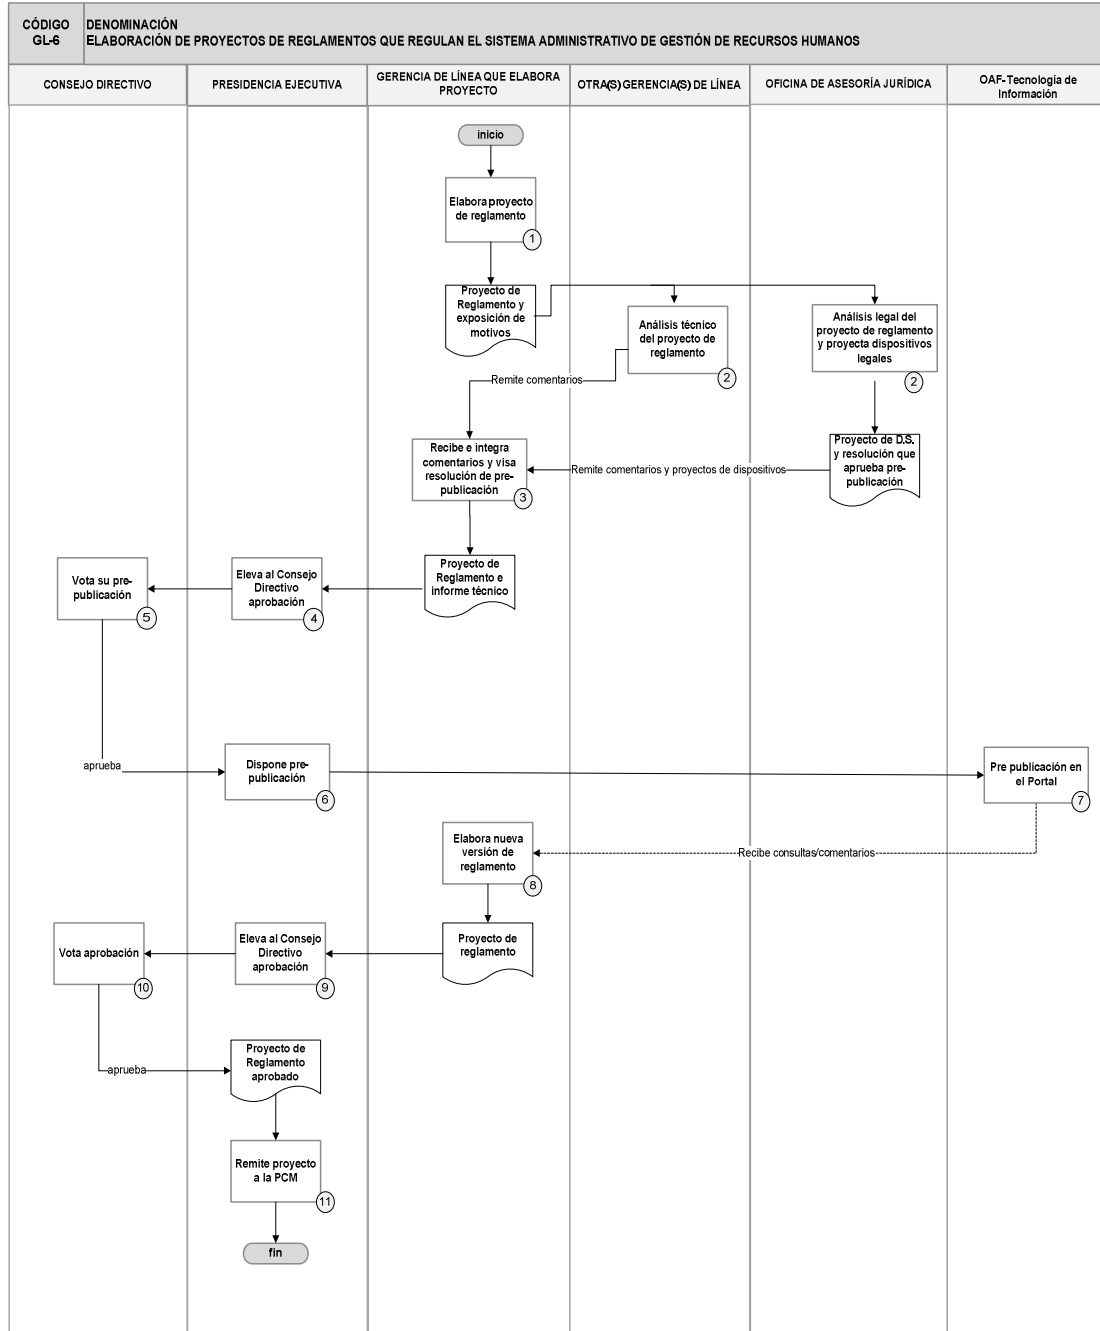 CÓDIGO
GL-6
DENOMINACIÓN
ELABORACIÓN DE PROYECTOS DE REGLAMENTOS QUE REGULAN EL SISTEMA ADMINISTRATIVO DE GESTIÓN DE RECURSOS HUMANOS
CONSEJO DIRECTIVO
PRESIDENCIA EJECUTIVA
GERENCIA DE LÍNEA QUE ELABORA
PROYECTO
OTRA(S) GERENCIA(S) DE LÍNEA
OFICINA DE ASESORÍA JURÍDICA
OAF-Tecnología de
Información
inicio
Elabora proyecto
de reglamento
1
Proyecto de
Reglamento y
exposición de
motivos
Análisis técnico
del proyecto de
reglamento
2
Análisis legal del
proyecto de reglamento
y proyecta dispositivos
legales
2
Remite comentarios
Proyecto de D.S.
y resolución que
aprueba pre-
publicación
Recibe e integra
comentarios y visa
resolución de pre-
publicación
3
Remite comentarios y proyectos de dispositivos
Proyecto de
Reglamento e
informe técnico
Eleva al Consejo
Directivo
aprobación
4
Vota su pre-
publicación
5
aprueba
Dispone pre-
publicación
6
Pre publicación en
el Portal
7
Recibe consultas/comentarios
Elabora nueva
versión de
reglamento
8
Proyecto de
reglamento
Eleva al Consejo
Directivo
aprobación
9
Vota aprobación
10
aprueba
Proyecto de
Reglamento
aprobado
Remite proyecto
a la PCM
11
fin